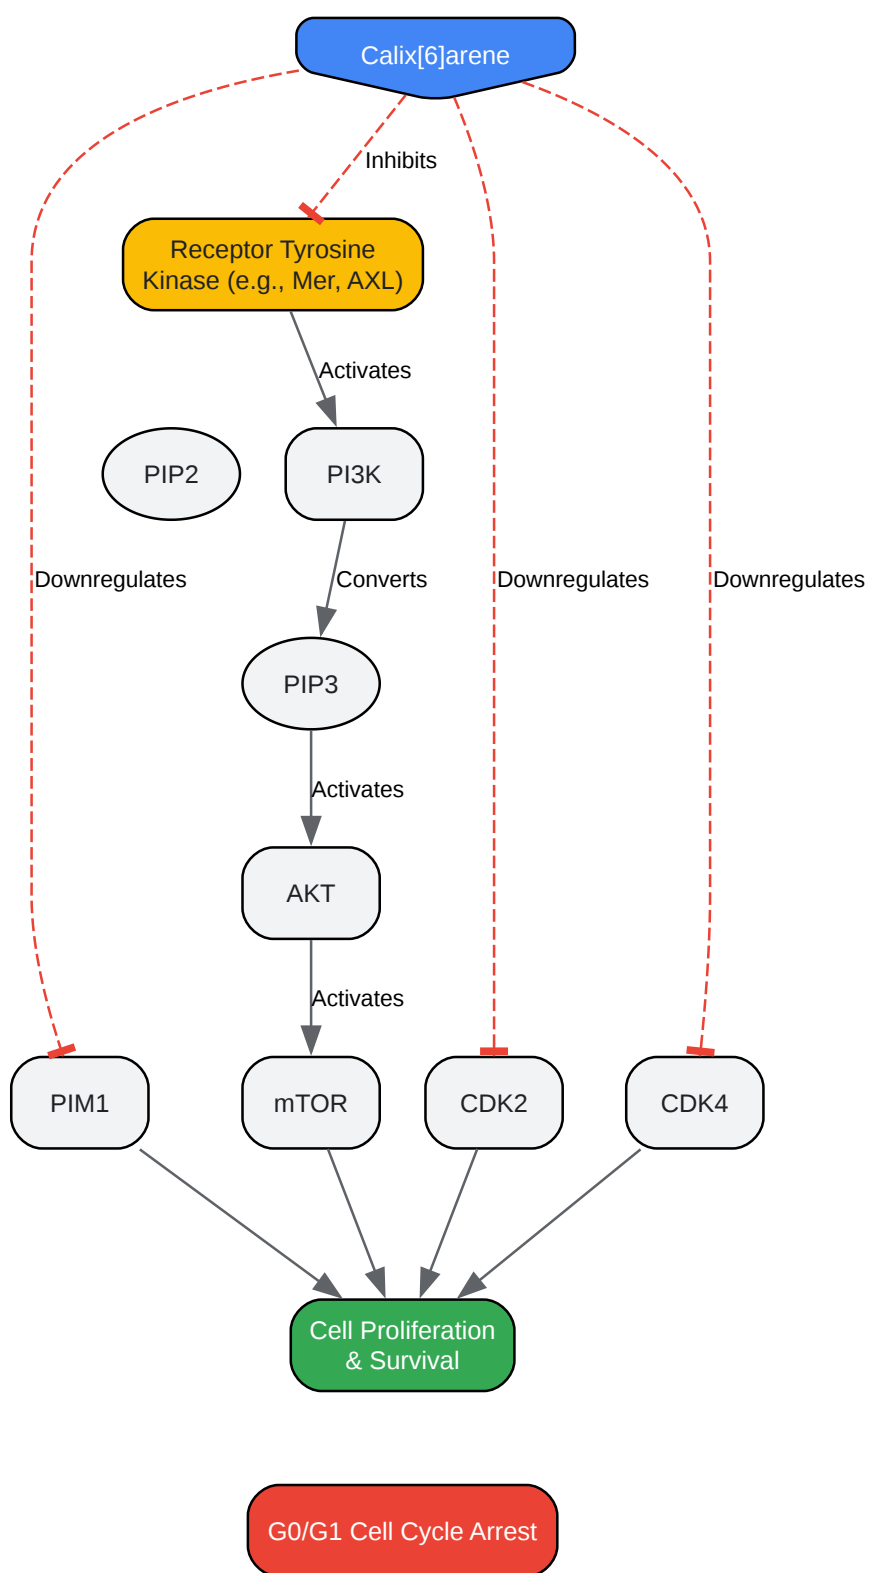 Calix[6]arene
Inhibits
Receptor Tyrosine
Kinase (e.g., Mer, AXL)
Activates
PIP2
PI3K
Downregulates
Converts
Downregulates
Downregulates
PIP3
Activates
AKT
Activates
PIM1
mTOR
CDK2
CDK4
Cell Proliferation
& Survival
G0/G1 Cell Cycle Arrest